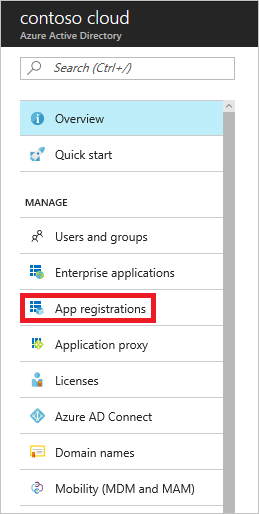 contoso cloud
Azure Active Directory
Search (Ctrl+/)
Overview
Quick start
MANAGE
Users and groups
Enterprise applications
App registrations
Application proxy
Licenses
Azure AD Connect
Domain names
Mobility (MDM and MAM)